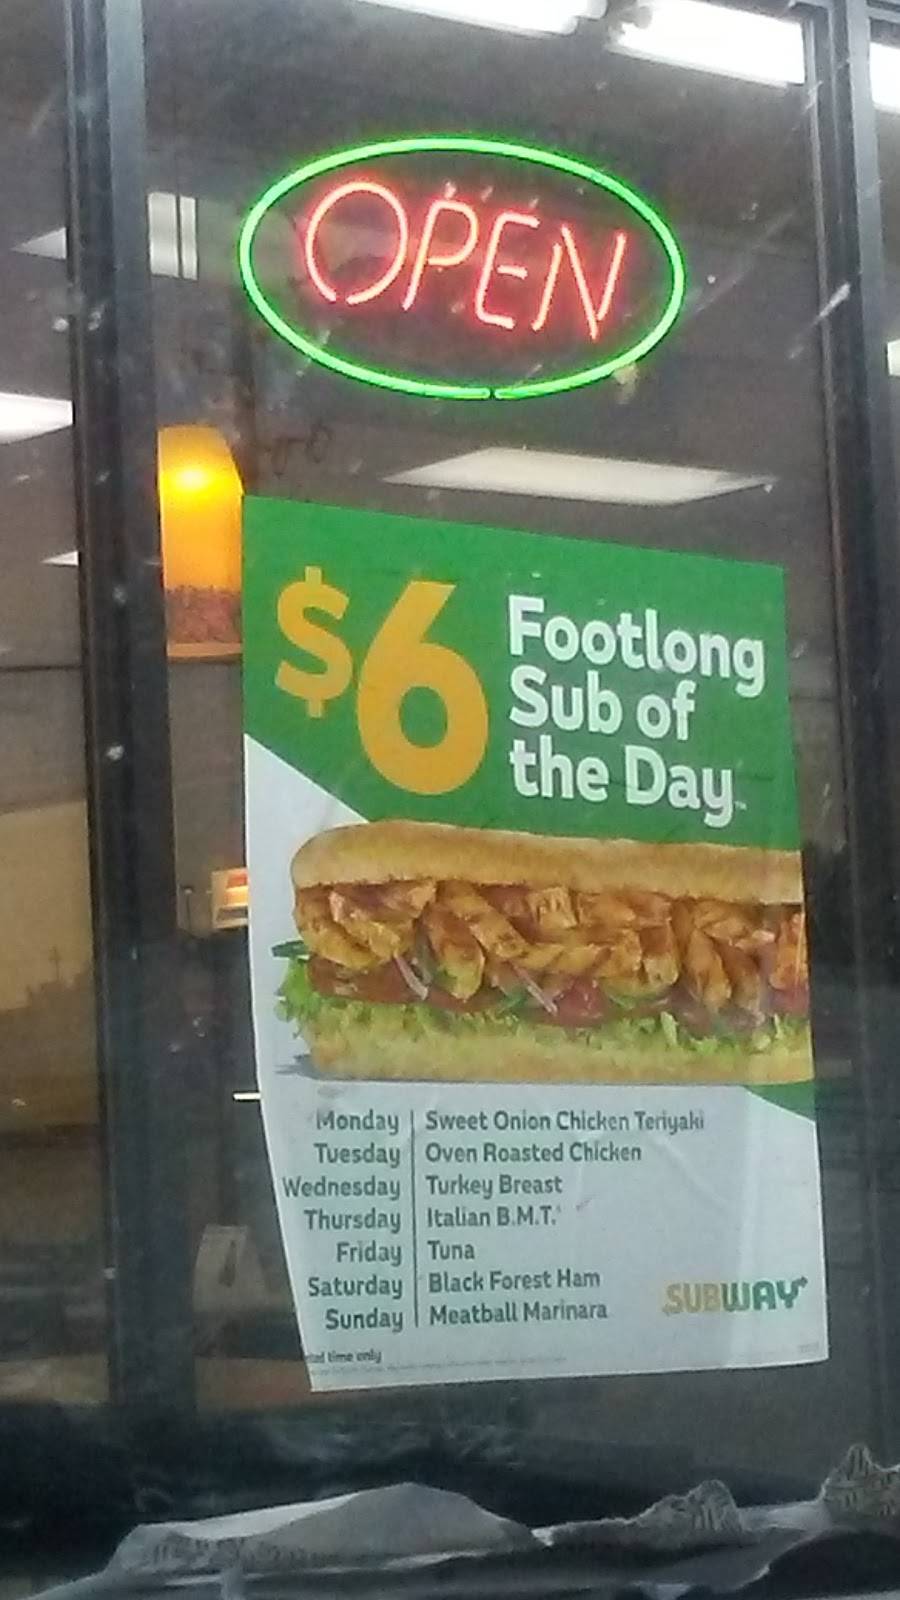 OPEN
$6
Footlong
Sub of
the Day™
Monday | Sweet Onion Chicken Teriyaki
Tuesday | Oven Roasted Chicken
Wednesday | Turkey Breast
Thursday | Italian B.M.T.
Friday | Tuna
Saturday | Black Forest Ham
Sunday | Meatball Marinara
SUBWAY
time only